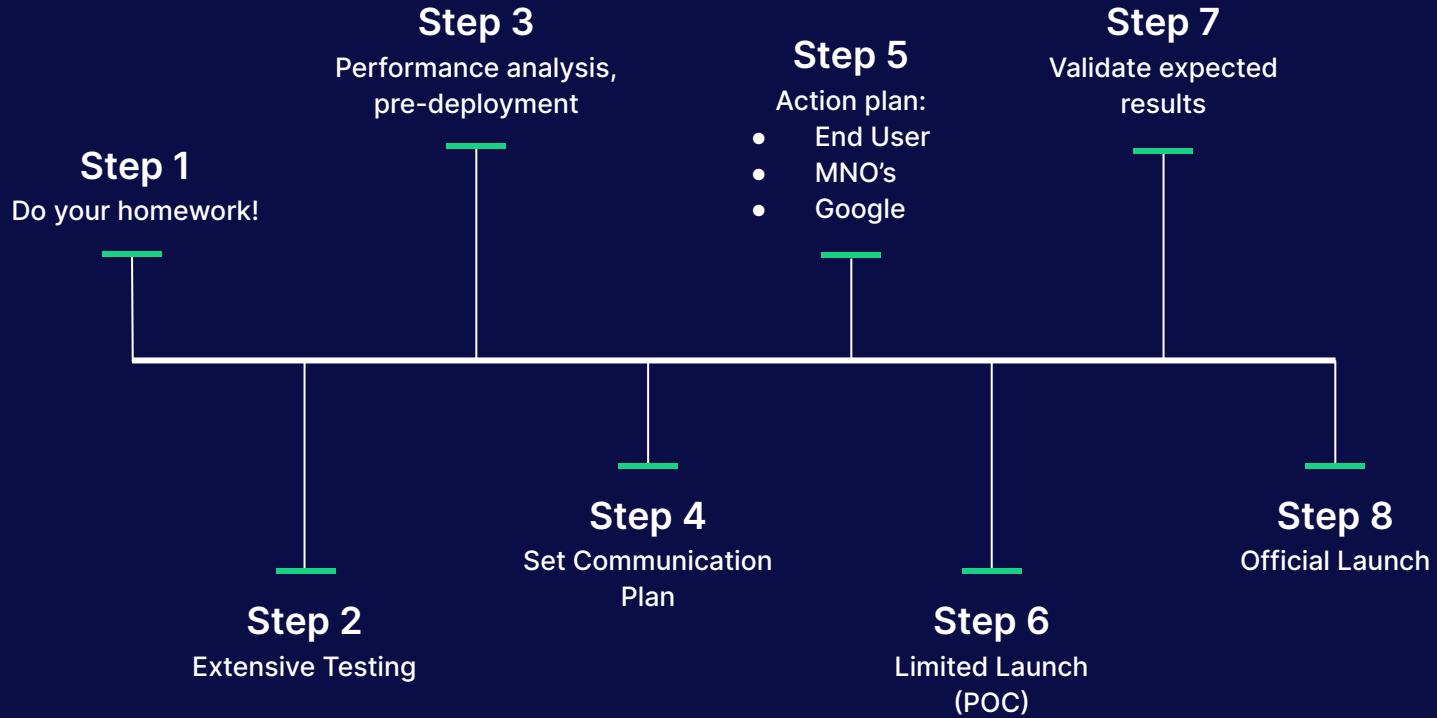 Step 1
Do your homework!
Step 2
Extensive Testing
Step 3
Performance analysis,
pre-deployment
Step 4
Set Communication
Plan
Step 5
Action plan:
● End User
● MNO’s
● Google
Step 6
Limited Launch
(POC)
Step 7
Validate expected
results
Step 8
Official Launch